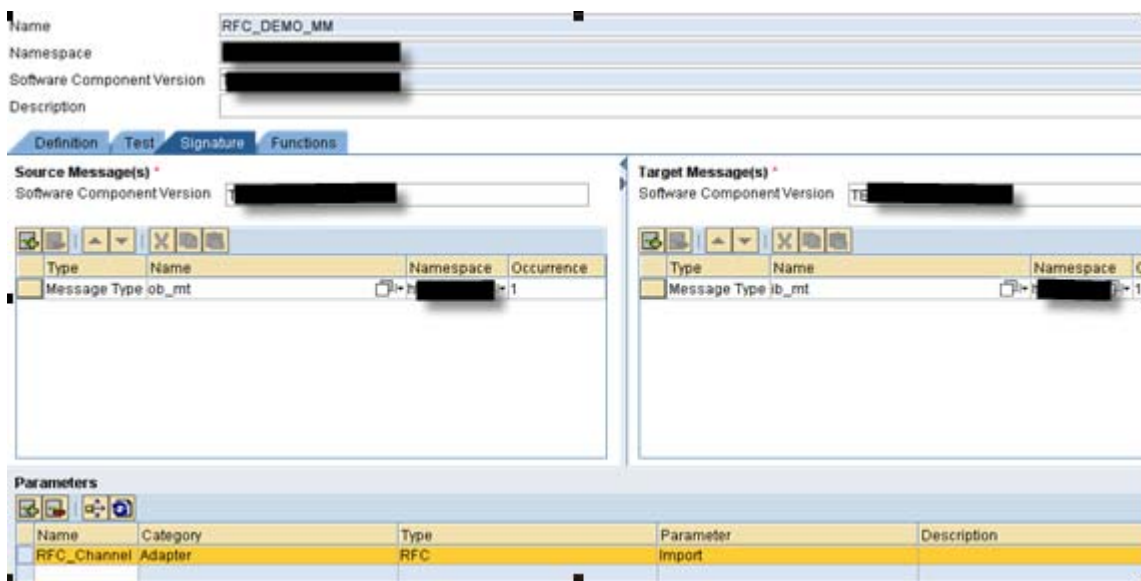 Name RFC_DEMO_MM
Namespace
Software Component Version T
Description
Definition Test Signature Functions
Source Message(s) * Target Message(s) *
Software Component Version T Software Component Version TE
Type Name Namespace Occurrence Type Name Namespace O
Message Type ob_mt h 1 Message Type ib_mt h 1
Parameters
Name Category Type Parameter Description
RFC_Channel Adapter RFC Import